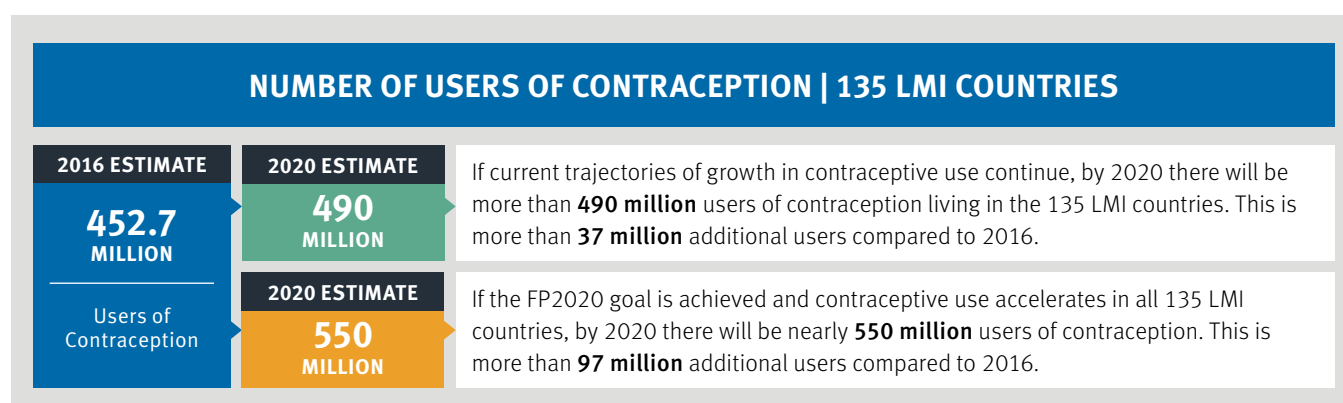 NUMBER OF USERS OF CONTRACEPTION | 135 LMI COUNTRIES
2016 ESTIMATE
452.7
MILLION
Users of
Contraception
2020 ESTIMATE
490
MILLION
If current trajectories of growth in contraceptive use continue, by 2020 there will be
more than 490 million users of contraception living in the 135 LMI countries. This is
more than 37 million additional users compared to 2016.
2020 ESTIMATE
550
MILLION
If the FP2020 goal is achieved and contraceptive use accelerates in all 135 LMI
countries, by 2020 there will be nearly 550 million users of contraception. This is
more than 97 million additional users compared to 2016.